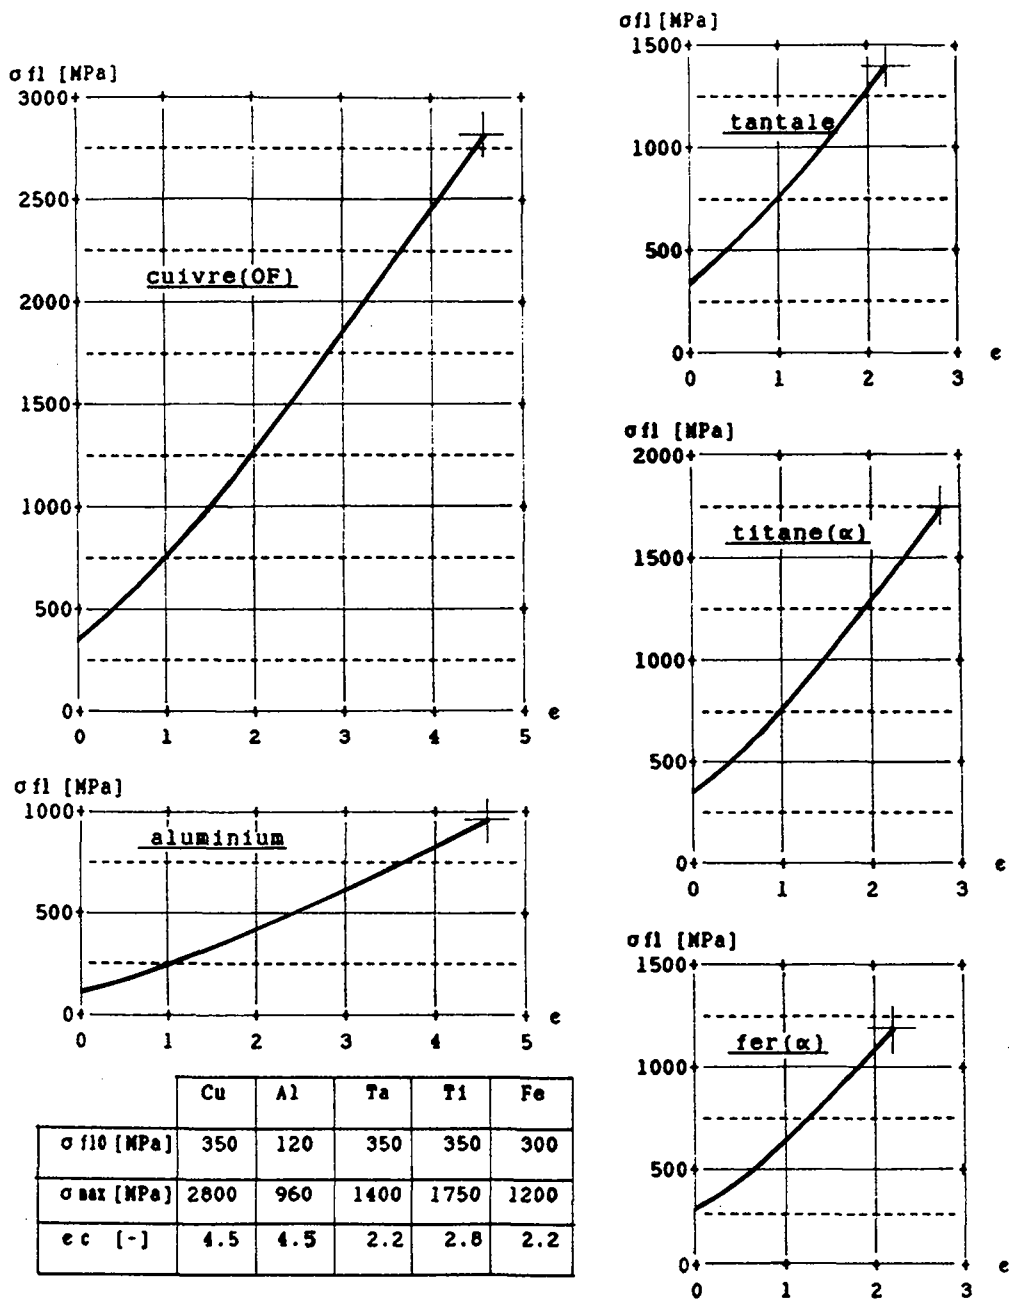 σfl [MPa]
3000
2500
2000
1500
1000
500
0
cuivre(OF)
0 1 2 3 4 5 e
σfl [MPa]
1000
500
0
aluminium
0 1 2 3 4 5 e
Cu Al Ta Ti Fe
σfl0 [MPa] 350 120 350 350 300
σmax [MPa] 2800 960 1400 1750 1200
ec [-] 4.5 4.5 2.2 2.8 2.2
σfl [MPa]
1500
1000
500
0
tantale
0 1 2 3 e
σfl [MPa]
2000
1500
1000
500
0
titane(α)
0 1 2 3 e
σfl [MPa]
1500
1000
500
0
fer(α)
0 1 2 3 e